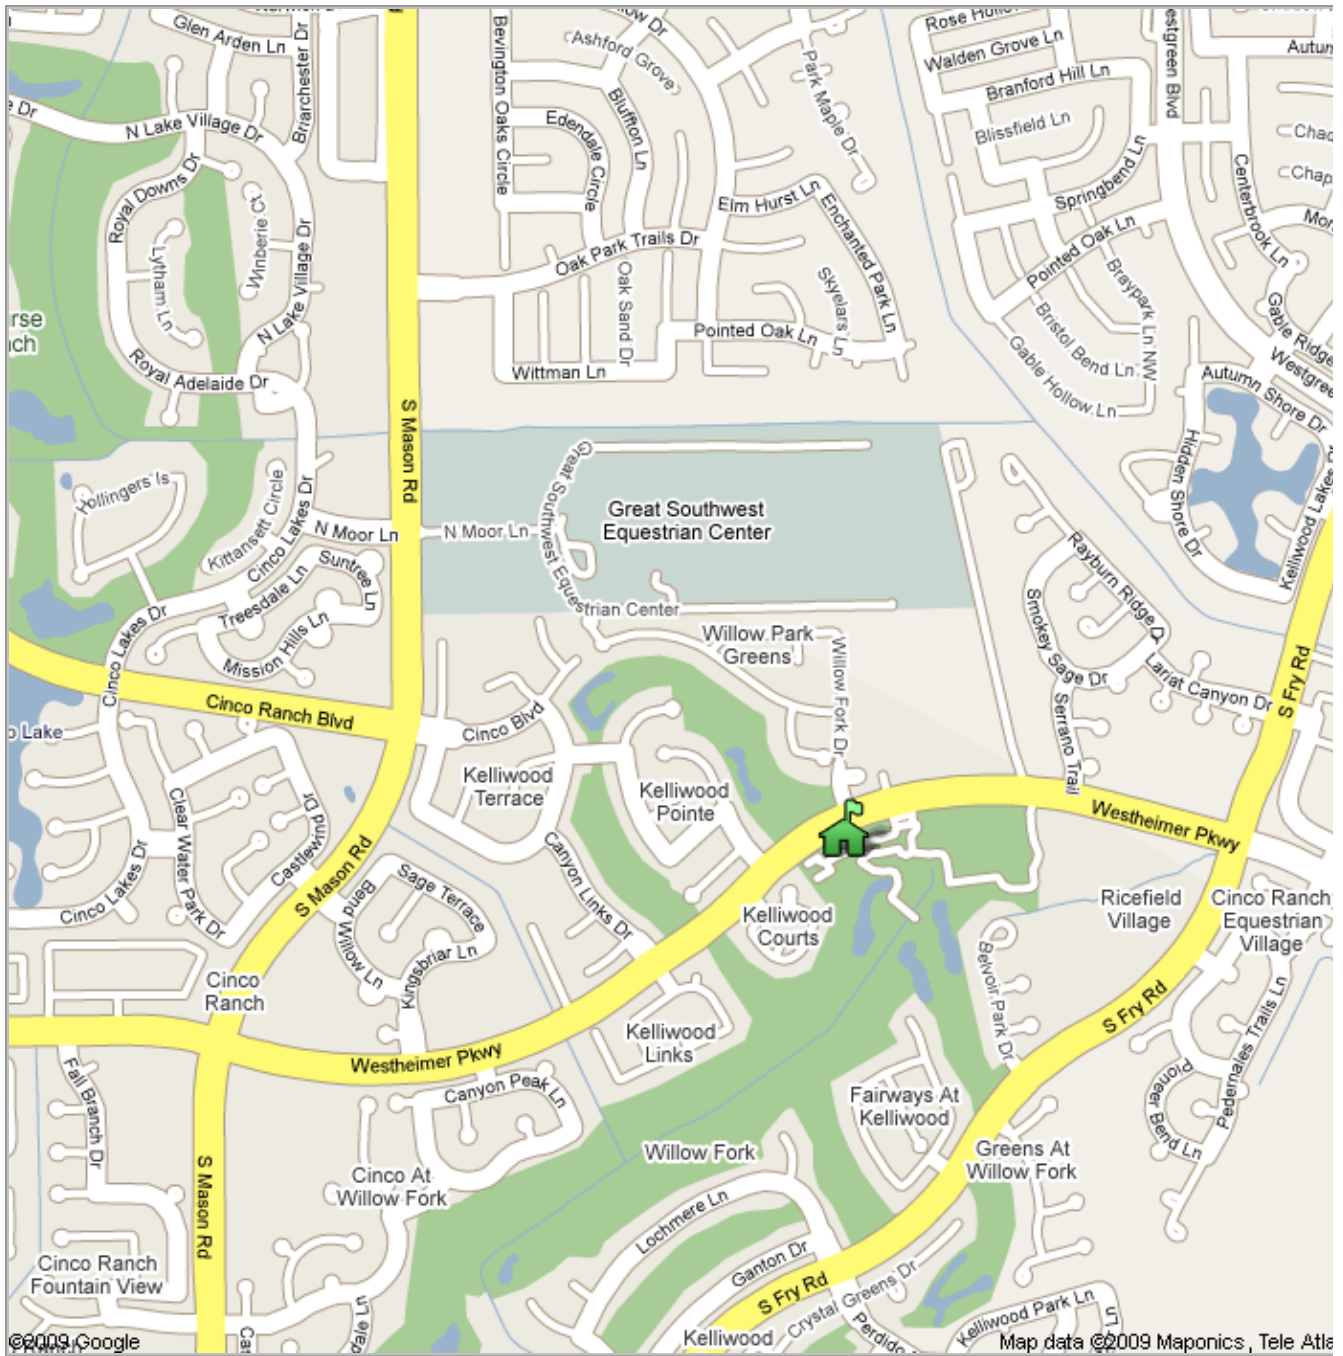 Glen Arden Ln
Briarchester Dr
N Lake Village Dr
Royal Downs Dr
Winberie Ct.
Lytham Ln
N Lake Village Dr
Royal Adelaide Dr
S Mason Rd
Bevington Oaks Circle
Ashford Grove
Edendale Circle
Bluffton Ln
Park Maple Dr
Elm Hurst Ln
Enchanted Park Ln
Oak Park Trails Dr
Oak Sand Dr
Skyelars Ln
Pointed Oak Ln
Wittman Ln
Walden Grove Ln
Branford Hill Ln
Blissfield Ln
Springbend Ln
Pointed Oak Ln
Braypark Ln NW
Bristol Bend Ln
Gable Hollow Ln
Centerbrook Ln
Gable Ridge
Autumn Shore Dr
Hidden Shore Dr
Kelliwood Lakes
Hollingers Is
Kittansett Circle
Cinco Lakes Dr
N Moor Ln
N Moor Ln
Suntree Ln
Treesdale Ln
Mission Hills Ln
Cinco Lakes Dr
Great Southwest Equestrian Center
Great Southwest
Equestrian Center
Rayburn Ridge Dr
Smokey Sage Dr
Lariat Canyon Dr
Serrano Trail
S Fry Rd
Willow Park
Greens
Willow Fork Dr
Cinco Ranch Blvd
Cinco Blvd
Lake
Kelliwood
Terrace
Kelliwood
Pointe
Clear Water Park Dr
Castlewind Dr
Cinco Lakes Dr
S Mason Rd
Canyon Links Dr
Westheimer Pkwy
Sage Terrace
Bend Willow Ln
Kingsbriar Ln
Kelliwood
Courts
Ricefield
Village
Cinco Ranch
Equestrian
Village
Belvoir Park Dr
Cinco
Ranch
Kelliwood
Links
S Fry Rd
Pedernales Trails Ln
Pioneer Bend Ln
Westheimer Pkwy
Canyon Peak Ln
Fall Branch Dr
Fairways At
Kelliwood
Greens At
Willow Fork
Willow Fork
Cinco At
Willow Fork
S Mason Rd
Lochmere Ln
Ganton Dr
S Fry Rd
Crystal Greens Dr
Cinco Ranch
Fountain View
Kelliwood
Kelliwood Park Ln
©2009 Google
Map data ©2009 Maponics, Tele Atla